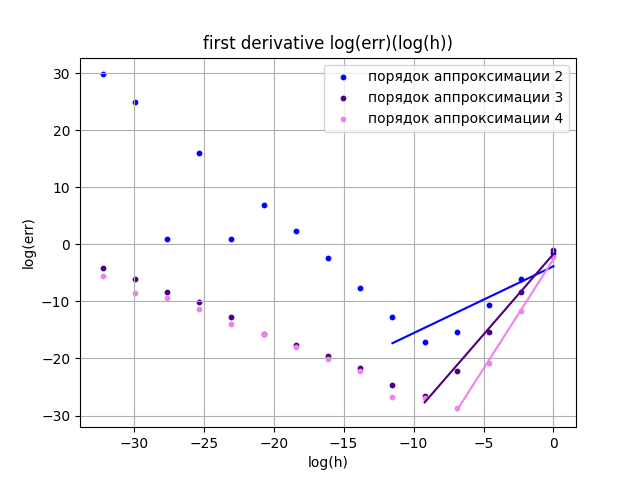 first derivative log(err)(log(h))
порядок аппроксимации 2
порядок аппроксимации 3
порядок аппроксимации 4
log(err)
30
20
10
0
−10
−20
−30
−30 −25 −20 −15 −10 −5 0
log(h)